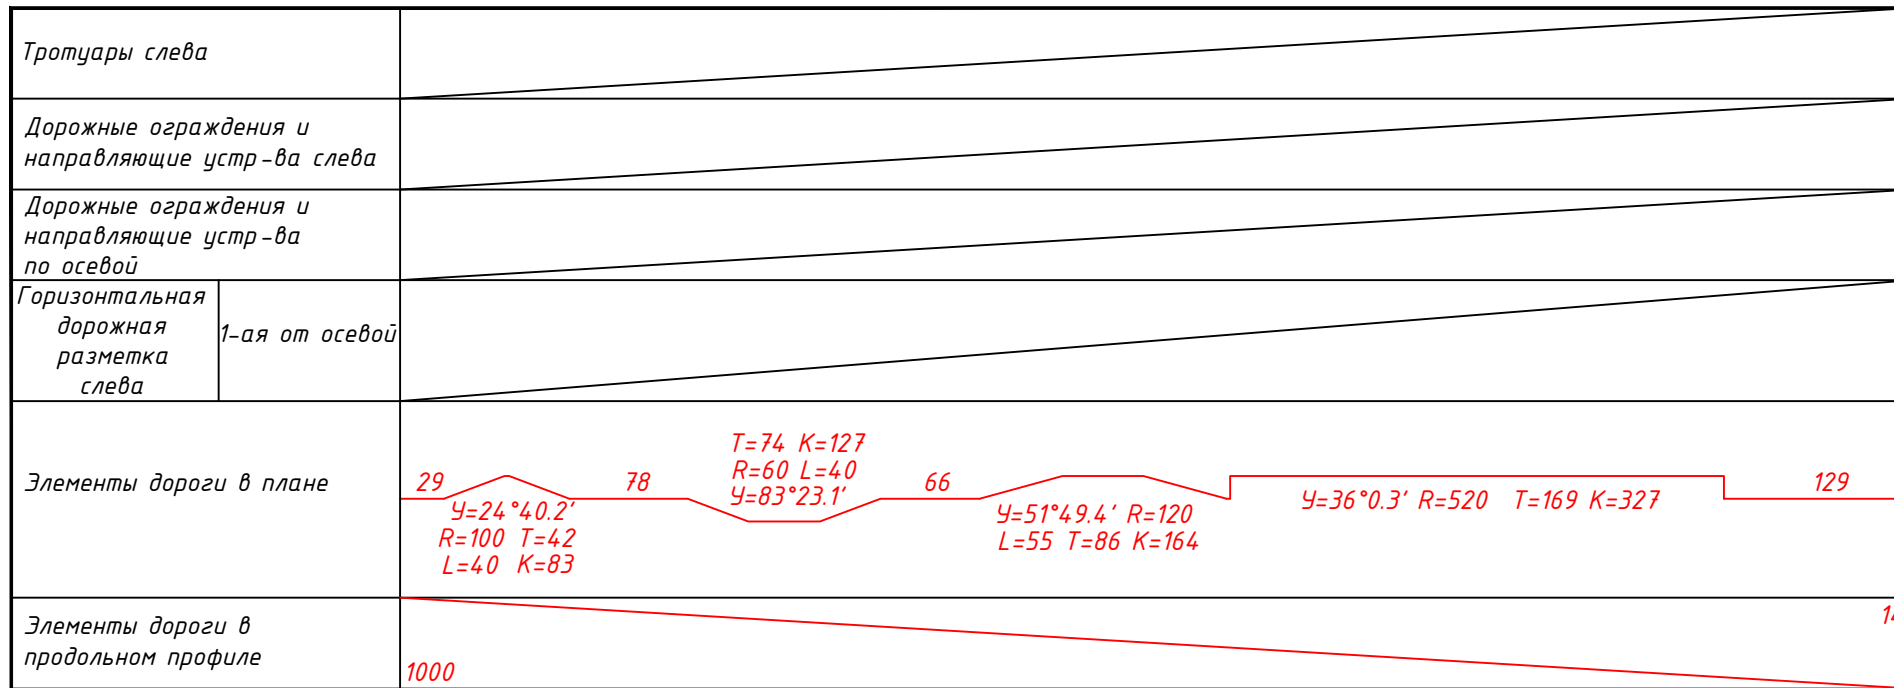 Тротуары слева
Дорожные ограждения и
направляющие устр-ва слева
Дорожные ограждения и
направляющие устр-ва
по осевой
Горизонтальная
дорожная
разметка
слева
1-ая от осевой
Элементы дороги в плане
29
У=24°40.2'
R=100 T=42
L=40 K=83
78
T=74 K=127
R=60 L=40
У=83°23.1'
66
У=51°49.4' R=120
L=55 T=86 K=164
У=36°0.3' R=520 T=169 K=327
129
Элементы дороги в
продольном профиле
1000
14